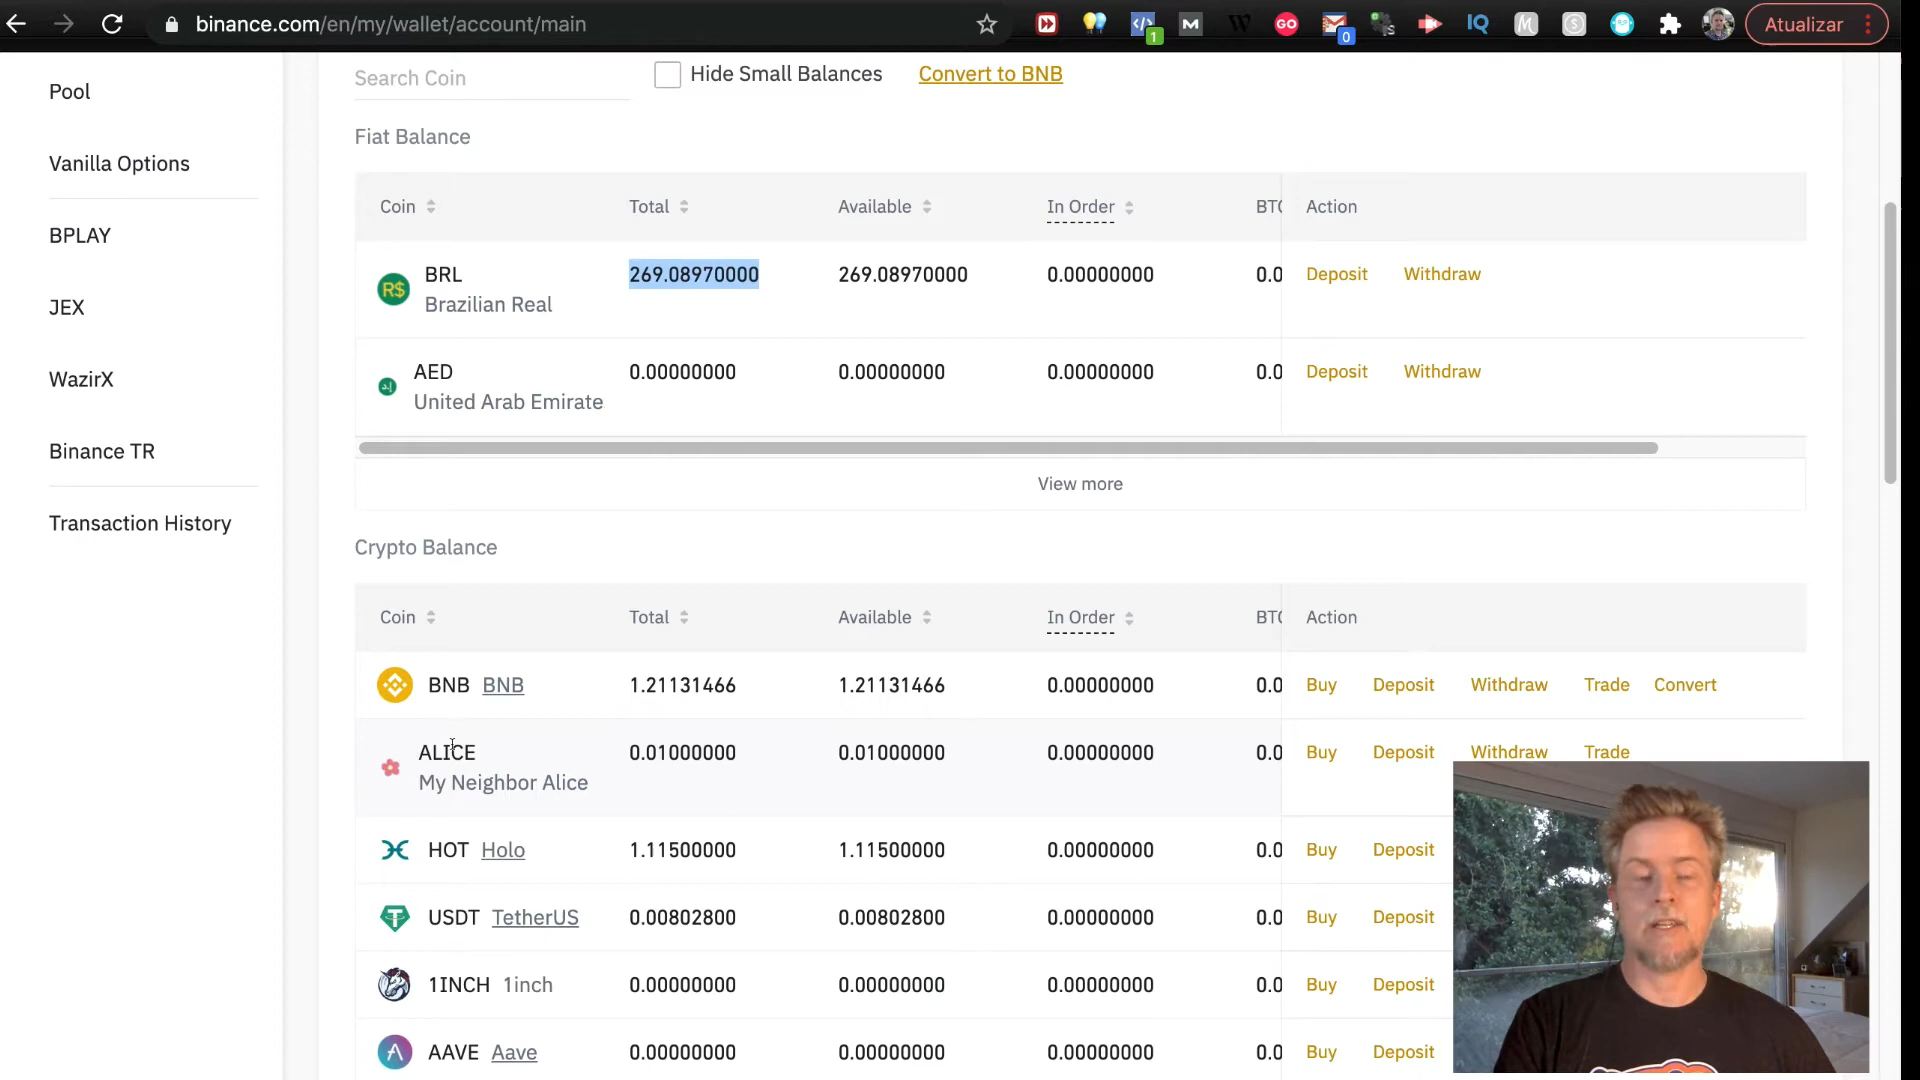 binance.com/en/my/wallet/account/main
1
0
Atualizar
Pool
Vanilla Options
BPLAY
JEX
WazirX
Binance TR
Transaction History
Search Coin
Hide Small Balances
Convert to BNB
Fiat Balance
Coin Total Available In Order BTC Action
R$ BRL 269.08970000 269.08970000 0.00000000 0.0 Deposit Withdraw
Brazilian Real
AED 0.00000000 0.00000000 0.00000000 0.0 Deposit Withdraw
United Arab Emirate
View more
Crypto Balance
Coin Total Available In Order BTC Action
BNB BNB 1.21131466 1.21131466 0.00000000 0.0 Buy Deposit Withdraw Trade Convert
ALICE 0.01000000 0.01000000 0.00000000 0.0 Buy Deposit Withdraw Trade
My Neighbor Alice
HOT Holo 1.11500000 1.11500000 0.00000000 0.0 Buy Deposit
USDT TetherUS 0.00802800 0.00802800 0.00000000 0.0 Buy Deposit
1INCH 1inch 0.00000000 0.00000000 0.00000000 0.0 Buy Deposit
AAVE Aave 0.00000000 0.00000000 0.00000000 0.0 Buy Deposit